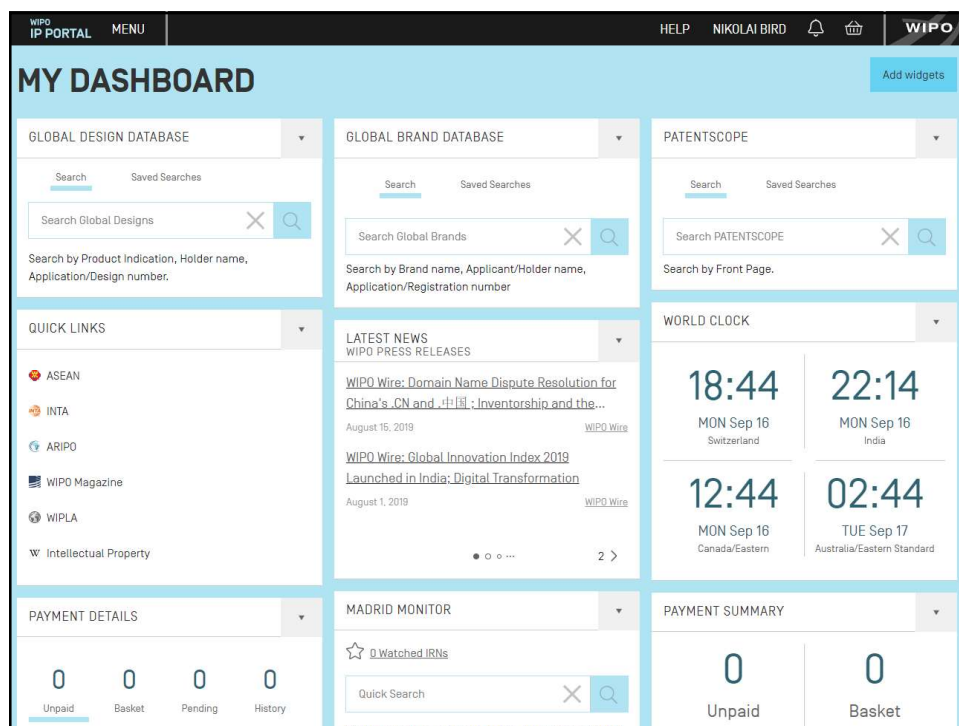 WIPO
IP PORTAL
MENU
HELP
NIKOLAI BIRD
WIPO
MY DASHBOARD
Add widgets
GLOBAL DESIGN DATABASE
Search
Saved Searches
Search Global Designs
Search by Product Indication, Holder name,
Application/Design number.
GLOBAL BRAND DATABASE
Search
Saved Searches
Search Global Brands
Search by Brand name, Applicant/Holder name,
Application/Registration number
PATENTSCOPE
Search
Saved Searches
Search PATENTSCOPE
Search by Front Page.
QUICK LINKS
ASEAN
INTA
ARIPO
WIPO Magazine
WIPLA
W Intellectual Property
LATEST NEWS
WIPO PRESS RELEASES
WIPO Wire: Domain Name Dispute Resolution for
China's .CN and .中国 ; Inventorship and the...
August 15, 2019
WIPO Wire
WIPO Wire: Global Innovation Index 2019
Launched in India; Digital Transformation
August 1, 2019
WIPO Wire
2 >
WORLD CLOCK
18:44
MON Sep 16
Switzerland
22:14
MON Sep 16
India
12:44
MON Sep 16
Canada/Eastern
02:44
TUE Sep 17
Australia/Eastern Standard
PAYMENT DETAILS
0
Unpaid
0
Basket
0
Pending
0
History
MADRID MONITOR
0 Watched IRNs
Quick Search
PAYMENT SUMMARY
0
Unpaid
0
Basket